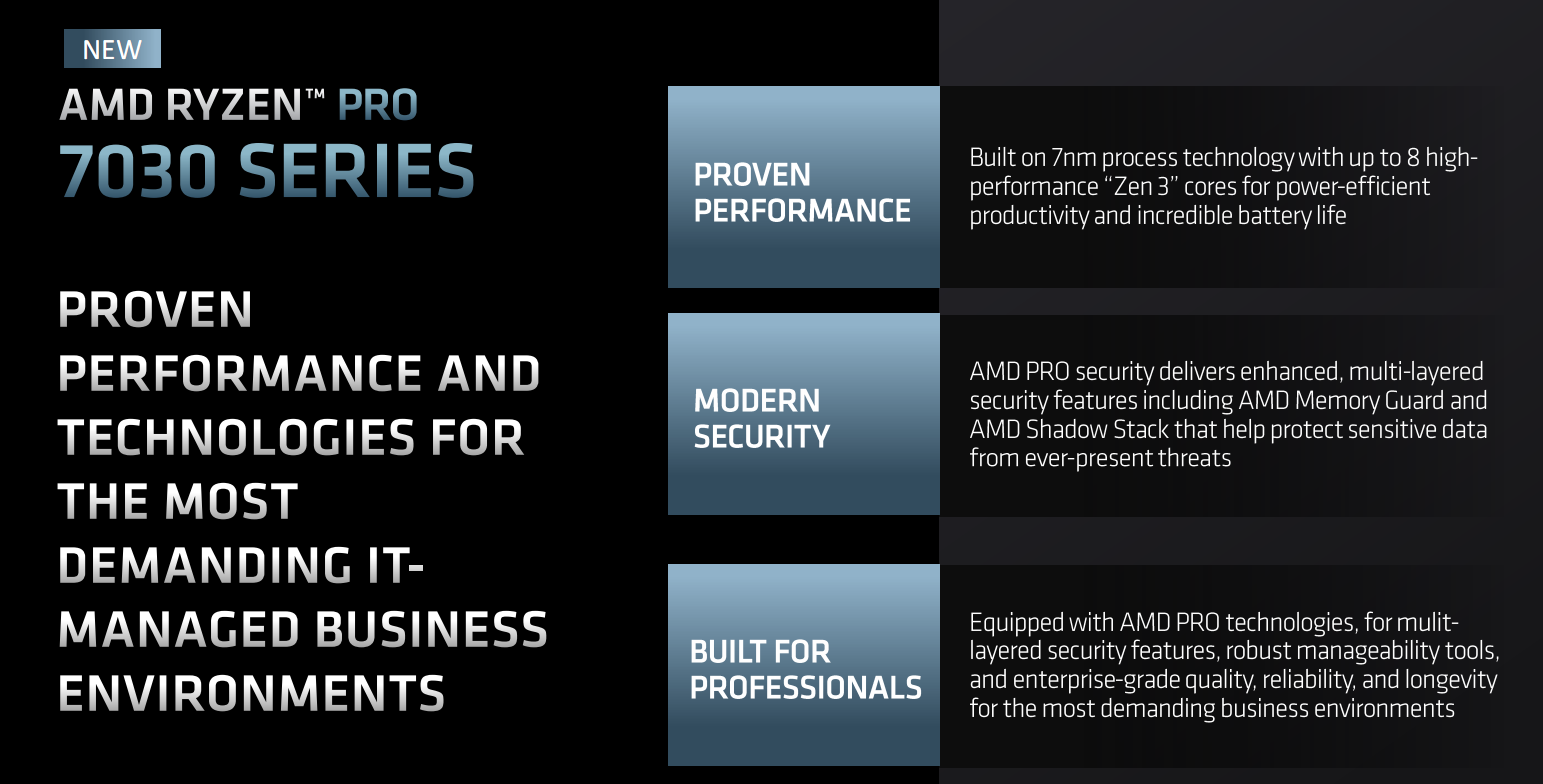 NEW
AMD RYZEN™ PRO
7030 SERIES
PROVEN
PERFORMANCE AND
TECHNOLOGIES FOR
THE MOST
DEMANDING IT-
MANAGED BUSINESS
ENVIRONMENTS
PROVEN
PERFORMANCE
Built on 7nm process technology with up to 8 high-
performance “Zen 3” cores for power-efficient
productivity and incredible battery life
MODERN
SECURITY
AMD PRO security delivers enhanced, multi-layered
security features including AMD Memory Guard and
AMD Shadow Stack that help protect sensitive data
from ever-present threats
BUILT FOR
PROFESSIONALS
Equipped with AMD PRO technologies, for mulit-
layered security features, robust manageability tools,
and enterprise-grade quality, reliability, and longevity
for the most demanding business environments